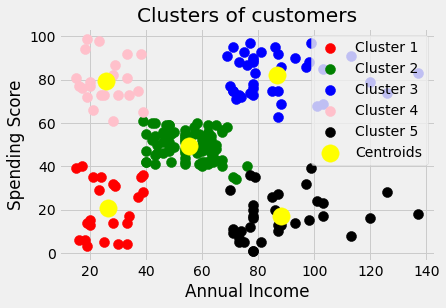 Clusters of customers
100
80
60
40
20
0
Spending Score
20 40 60 80 100 120 140
Annual Income
Cluster 1
Cluster 2
Cluster 3
Cluster 4
Cluster 5
Centroids